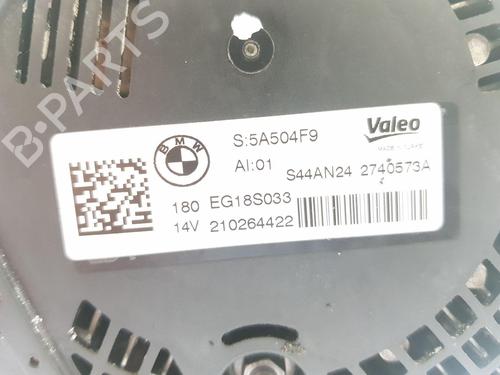 B-PARTS
BMW
S:5A504F9
AI:01
Valeo
S44AN24 2740573A
180 EG18S033
14V 210264422